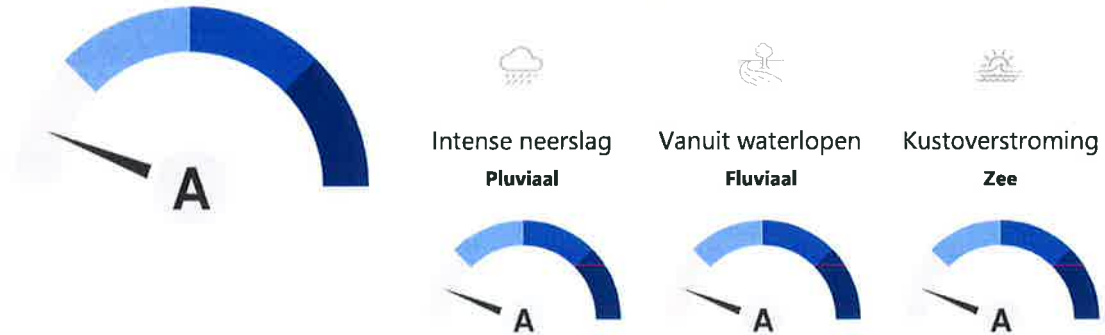 A
Intense neerslag
Pluviaal
A
Vanuit waterlopen
Fluviaal
A
Kustoverstroming
Zee
A